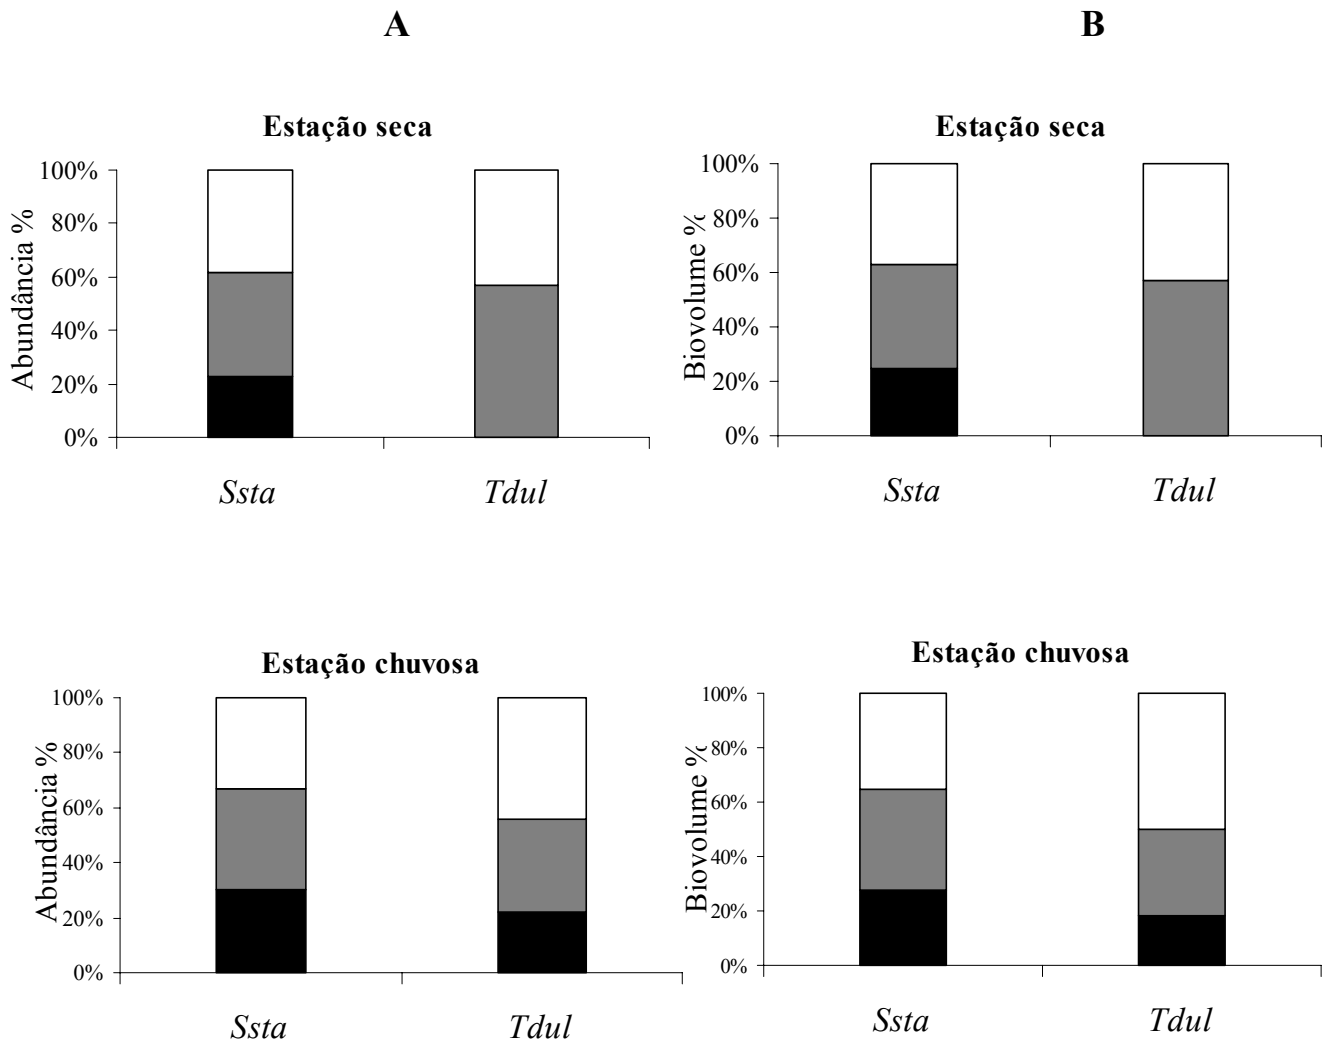 A
B
Estação seca
100%
80%
60%
40%
20%
0%
Abundância %
Ssta
Tdul
Estação seca
100%
80%
60%
40%
20%
0%
Biovolume %
Ssta
Tdul
Estação chuvosa
100%
80%
60%
40%
20%
0%
Abundância %
Ssta
Tdul
Estação chuvosa
100%
80%
60%
40%
20%
0%
Biovolume %
Ssta
Tdul